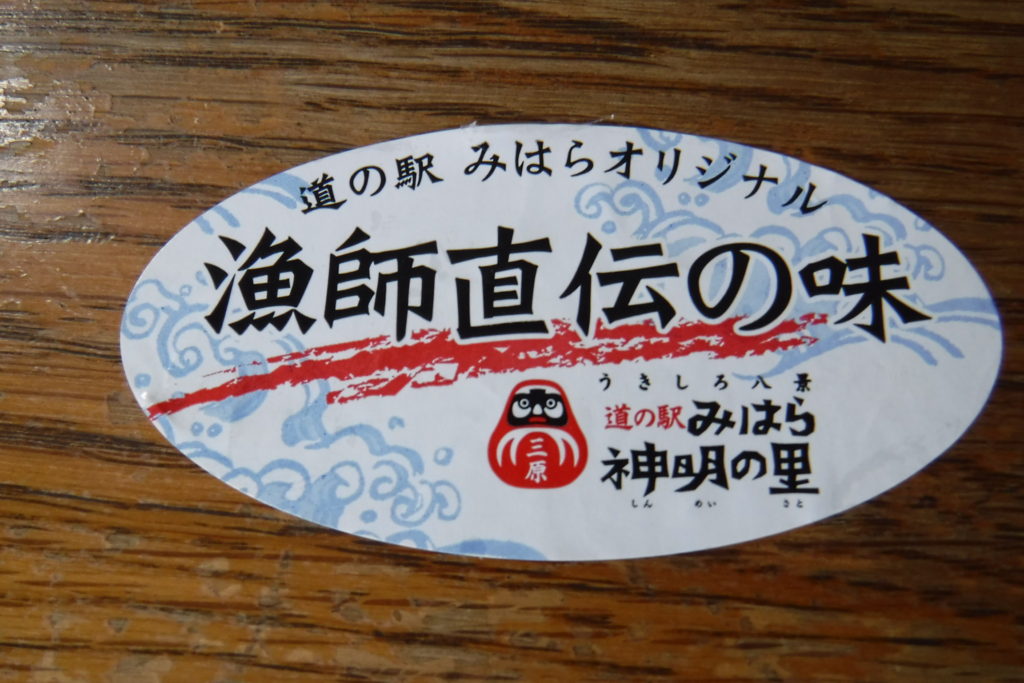 道の駅 みはらオリジナル
漁師直伝の味
三原
うきしろ八景
道の駅みはら
神明の里
しん めい さと